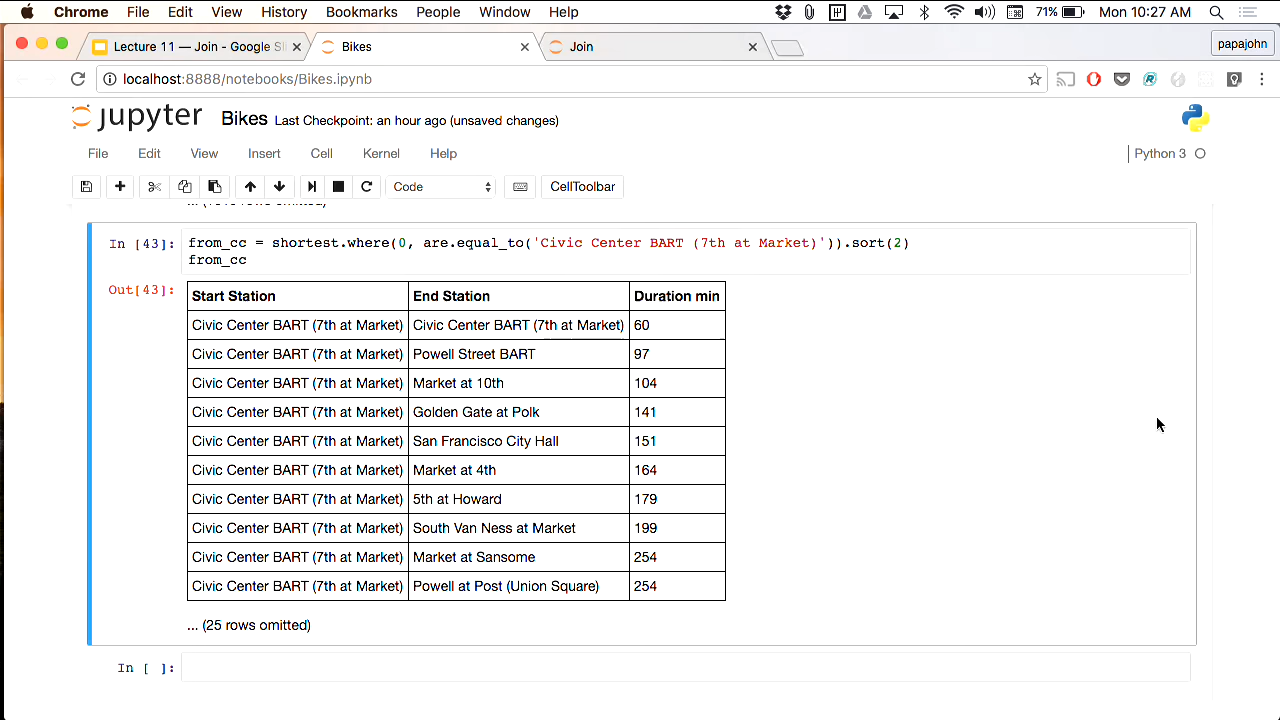 Chrome File Edit View History Bookmarks People Window Help 71% Mon 10:27 AM
Lecture 11 — Join - Google Sl Bikes Join papajohn
localhost:8888/notebooks/Bikes.ipynb
jupyter Bikes Last Checkpoint: an hour ago (unsaved changes)
File Edit View Insert Cell Kernel Help Python 3
Code CellToolbar
In [43]: from_cc = shortest.where(0, are.equal_to('Civic Center BART (7th at Market)')).sort(2)
from_cc
Out[43]: Start Station End Station Duration min
Civic Center BART (7th at Market) Civic Center BART (7th at Market) 60
Civic Center BART (7th at Market) Powell Street BART 97
Civic Center BART (7th at Market) Market at 10th 104
Civic Center BART (7th at Market) Golden Gate at Polk 141
Civic Center BART (7th at Market) San Francisco City Hall 151
Civic Center BART (7th at Market) Market at 4th 164
Civic Center BART (7th at Market) 5th at Howard 179
Civic Center BART (7th at Market) South Van Ness at Market 199
Civic Center BART (7th at Market) Market at Sansome 254
Civic Center BART (7th at Market) Powell at Post (Union Square) 254
... (25 rows omitted)
In [ ]: